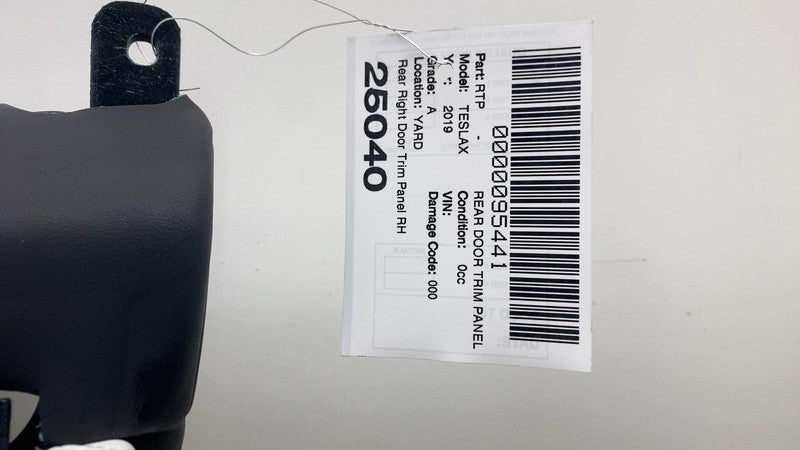 0000095441
Part: RTP - REAR DOOR TRIM PANEL
Model: TESLAX Condition: 0cc
2019 VIN:
Grade: A Damage Code: 000
Location: YARD
Rear Right Door Trim Panel RH
25040